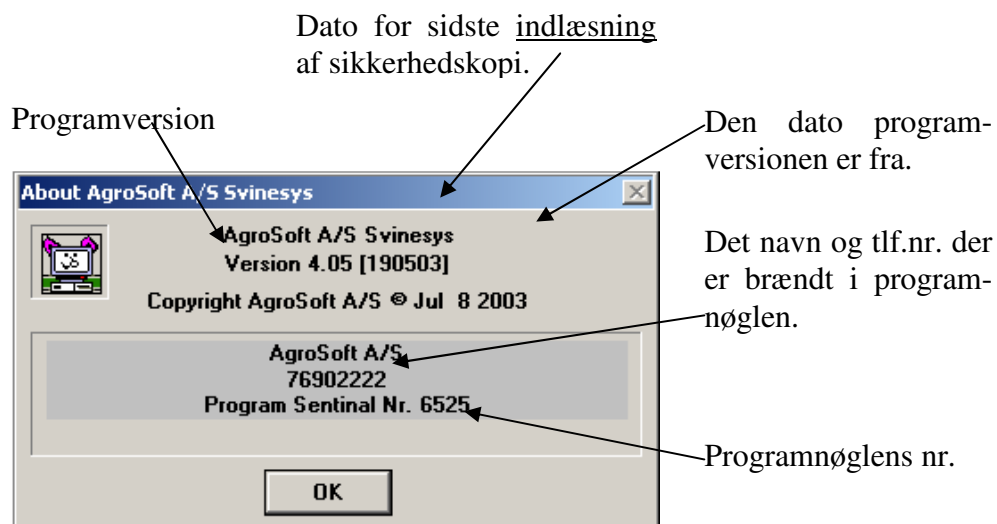 Dato for sidste indlæsning
af sikkerhedskopi.
Programversion
Den dato program-
versionen er fra.
About AgroSoft A/S Svinesys
AgroSoft A/S Svinesys
Version 4.05 [190503]
Copyright AgroSoft A/S © Jul 8 2003
Det navn og tlf.nr. der
er brændt i program-
nøglen.
AgroSoft A/S
76902222
Program Sentinal Nr. 6525
Programnøglens nr.
OK